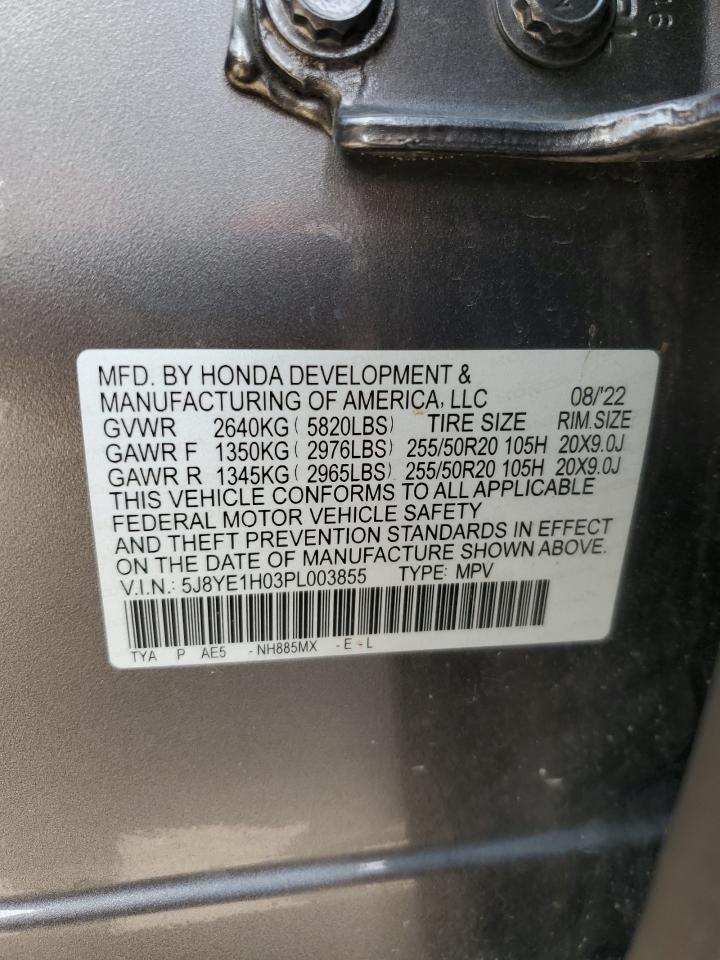 MFD. BY HONDA DEVELOPMENT &
MANUFACTURING OF AMERICA, LLC 08/'22
GVWR 2640KG ( 5820LBS) TIRE SIZE RIM SIZE
GAWR F 1350KG ( 2976LBS) 255/50R20 105H 20X9.0J
GAWR R 1345KG ( 2965LBS) 255/50R20 105H 20X9.0J
THIS VEHICLE CONFORMS TO ALL APPLICABLE
FEDERAL MOTOR VEHICLE SAFETY
AND THEFT PREVENTION STANDARDS IN EFFECT
ON THE DATE OF MANUFACTURE SHOWN ABOVE.
V.I.N.: 5J8YE1H03PL003855 TYPE: MPV
TYA P AE5 -NH885MX -E -L